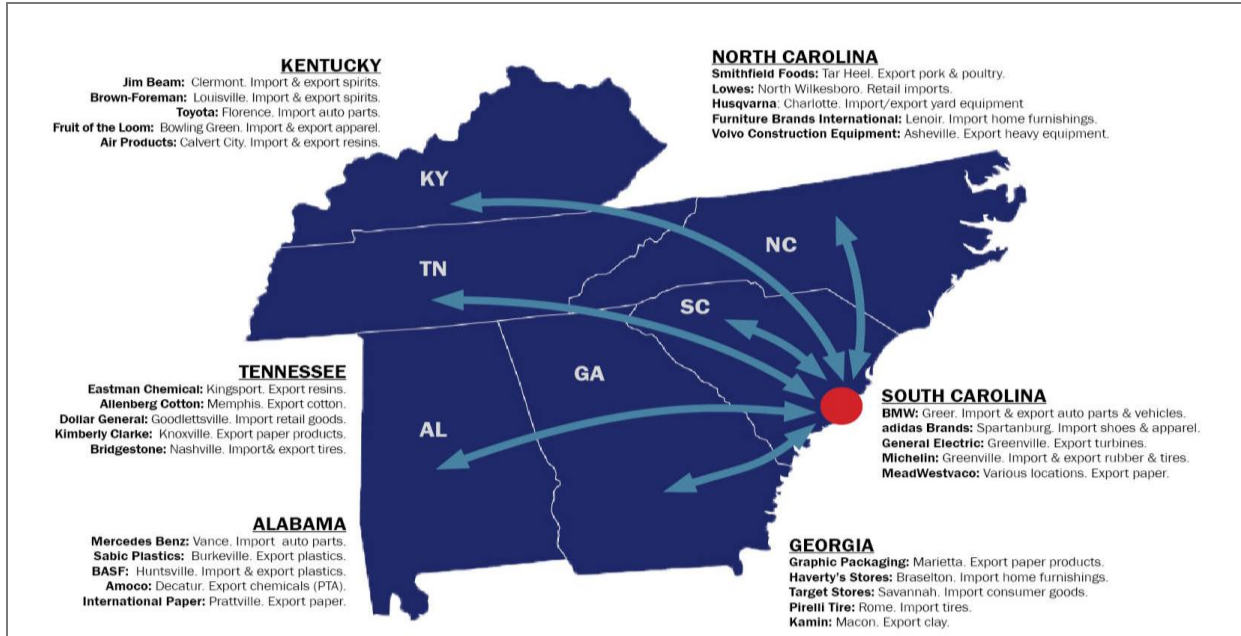 KENTUCKY
Jim Beam: Clermont. Import & export spirits.
Brown-Foreman: Louisville. Import & export spirits.
Toyota: Florence. Import auto parts.
Fruit of the Loom: Bowling Green. Import & export apparel.
Air Products: Calvert City. Import & export resins.
NORTH CAROLINA
Smithfield Foods: Tar Heel. Export pork & poultry.
Lowes: North Wilkesboro. Retail imports.
Husqvarna: Charlotte. Import/export yard equipment
Furniture Brands International: Lenoir. Import home furnishings.
Volvo Construction Equipment: Asheville. Export heavy equipment.
KY
NC
TN
SC
GA
AL
TENNESSEE
Eastman Chemical: Kingsport. Export resins.
Allenberg Cotton: Memphis. Export cotton.
Dollar General: Goodlettsville. Import retail goods.
Kimberly Clarke: Knoxville. Export paper products.
Bridgestone: Nashville. Import& export tires.
SOUTH CAROLINA
BMW: Greer. Import & export auto parts & vehicles.
adidas Brands: Spartanburg. Import shoes & apparel.
General Electric: Greenville. Export turbines.
Michelin: Greenville. Import & export rubber & tires.
MeadWestvaco: Various locations. Export paper.
ALABAMA
Mercedes Benz: Vance. Import auto parts.
Sabic Plastics: Burkeville. Export plastics.
BASF: Huntsville. Import & export plastics.
Amoco: Decatur. Export chemicals (PTA).
International Paper: Prattville. Export paper.
GEORGIA
Graphic Packaging: Marietta. Export paper products.
Haverty's Stores: Braselton. Import home furnishings.
Target Stores: Savannah. Import consumer goods.
Pirelli Tire: Rome. Import tires.
Kamin: Macon. Export clay.